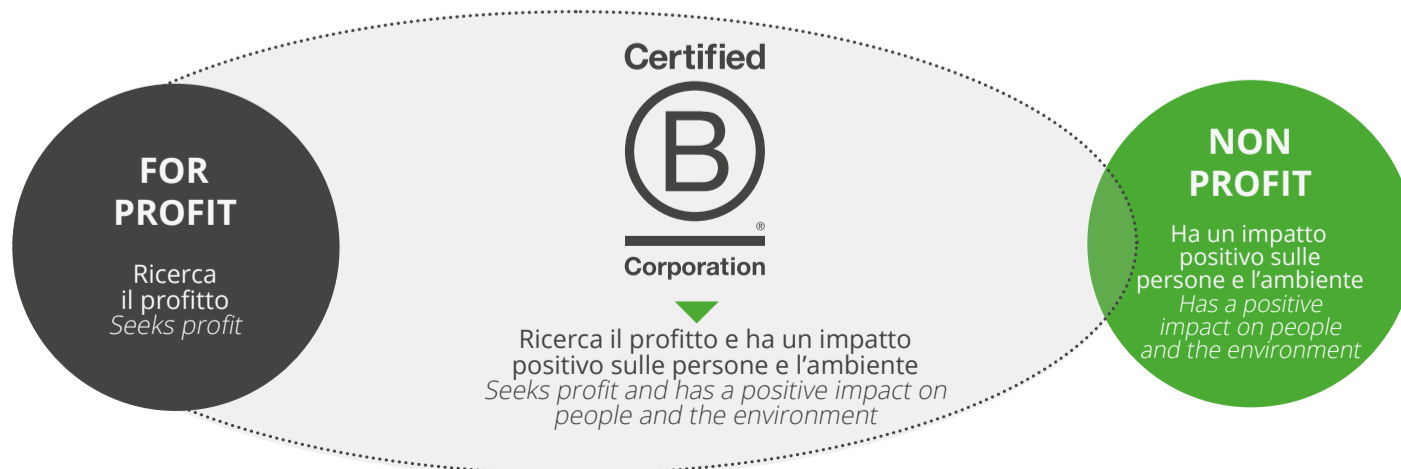 FOR
PROFIT
Ricerca
il profitto
Seeks profit
Certified
B
®
Corporation
Ricerca il profitto e ha un impatto
positivo sulle persone e l’ambiente
Seeks profit and has a positive impact on
people and the environment
NON
PROFIT
Ha un impatto
positivo sulle
persone e l’ambiente
Has a positive
impact on people
and the environment